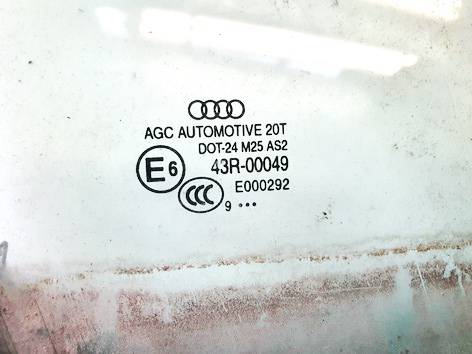 AGC AUTOMOTIVE 20T
DOT-24 M25 AS2
E6 43R-00049
CCC E000292
9 •••